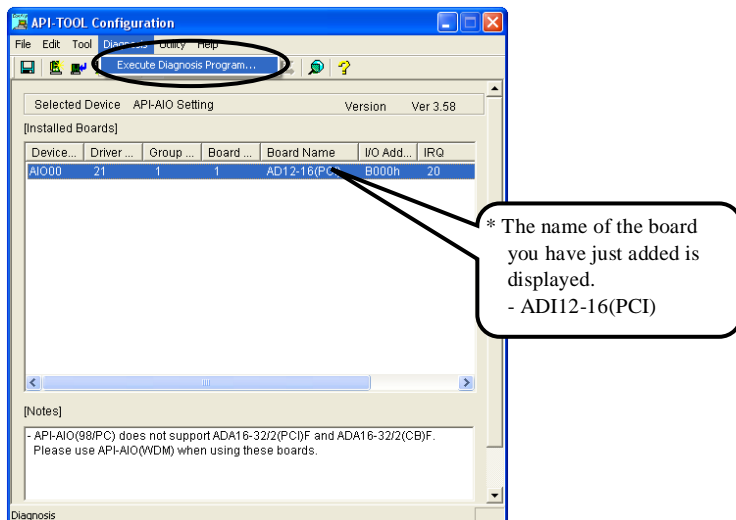 API-TOOL Configuration
File Edit Tool Diagnosis Utility Help
Execute Diagnosis Program...
Selected Device API-AIO Setting Version Ver 3.58
[Installed Boards]
Device... Driver ... Group ... Board ... Board Name I/O Add... IRQ
AIO00 21 1 1 AD12-16(PCI) B000h 20
* The name of the board
you have just added is
displayed.
- ADI12-16(PCI)
[Notes]
- API-AIO(98/PC) does not support ADA16-32/2(PCI)F and ADA16-32/2(CB)F.
Please use API-AIO(WDM) when using these boards.
Diagnosis